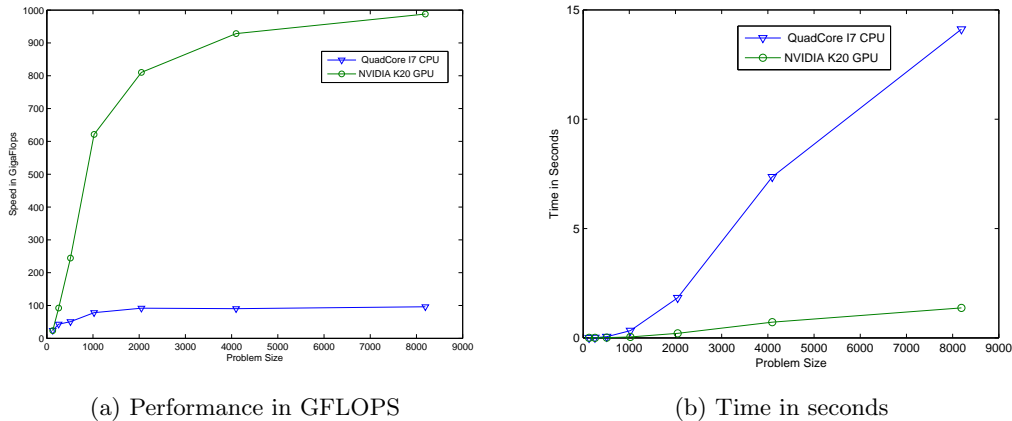 1000
900
800
700
600
500
400
300
200
100
0
Speed in GigaFlops
QuadCore I7 CPU
NVIDIA K20 GPU
0 1000 2000 3000 4000 5000 6000 7000 8000 9000
Problem Size
(a) Performance in GFLOPS
15
10
5
0
Time in Seconds
QuadCore I7 CPU
NVIDIA K20 GPU
0 1000 2000 3000 4000 5000 6000 7000 8000 9000
Problem Size
(b) Time in seconds